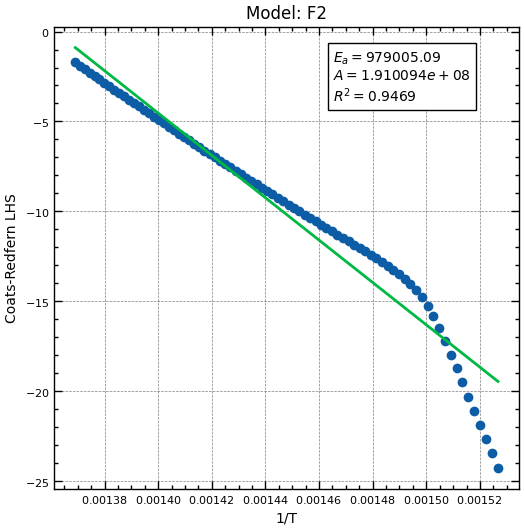 Model: F2
E_a = 979005.09
A = 1.910094e + 08
R^2 = 0.9469
Coats-Redfern LHS
0
−5
−10
−15
−20
−25
0.00138 0.00140 0.00142 0.00144 0.00146 0.00148 0.00150 0.00152
1/T